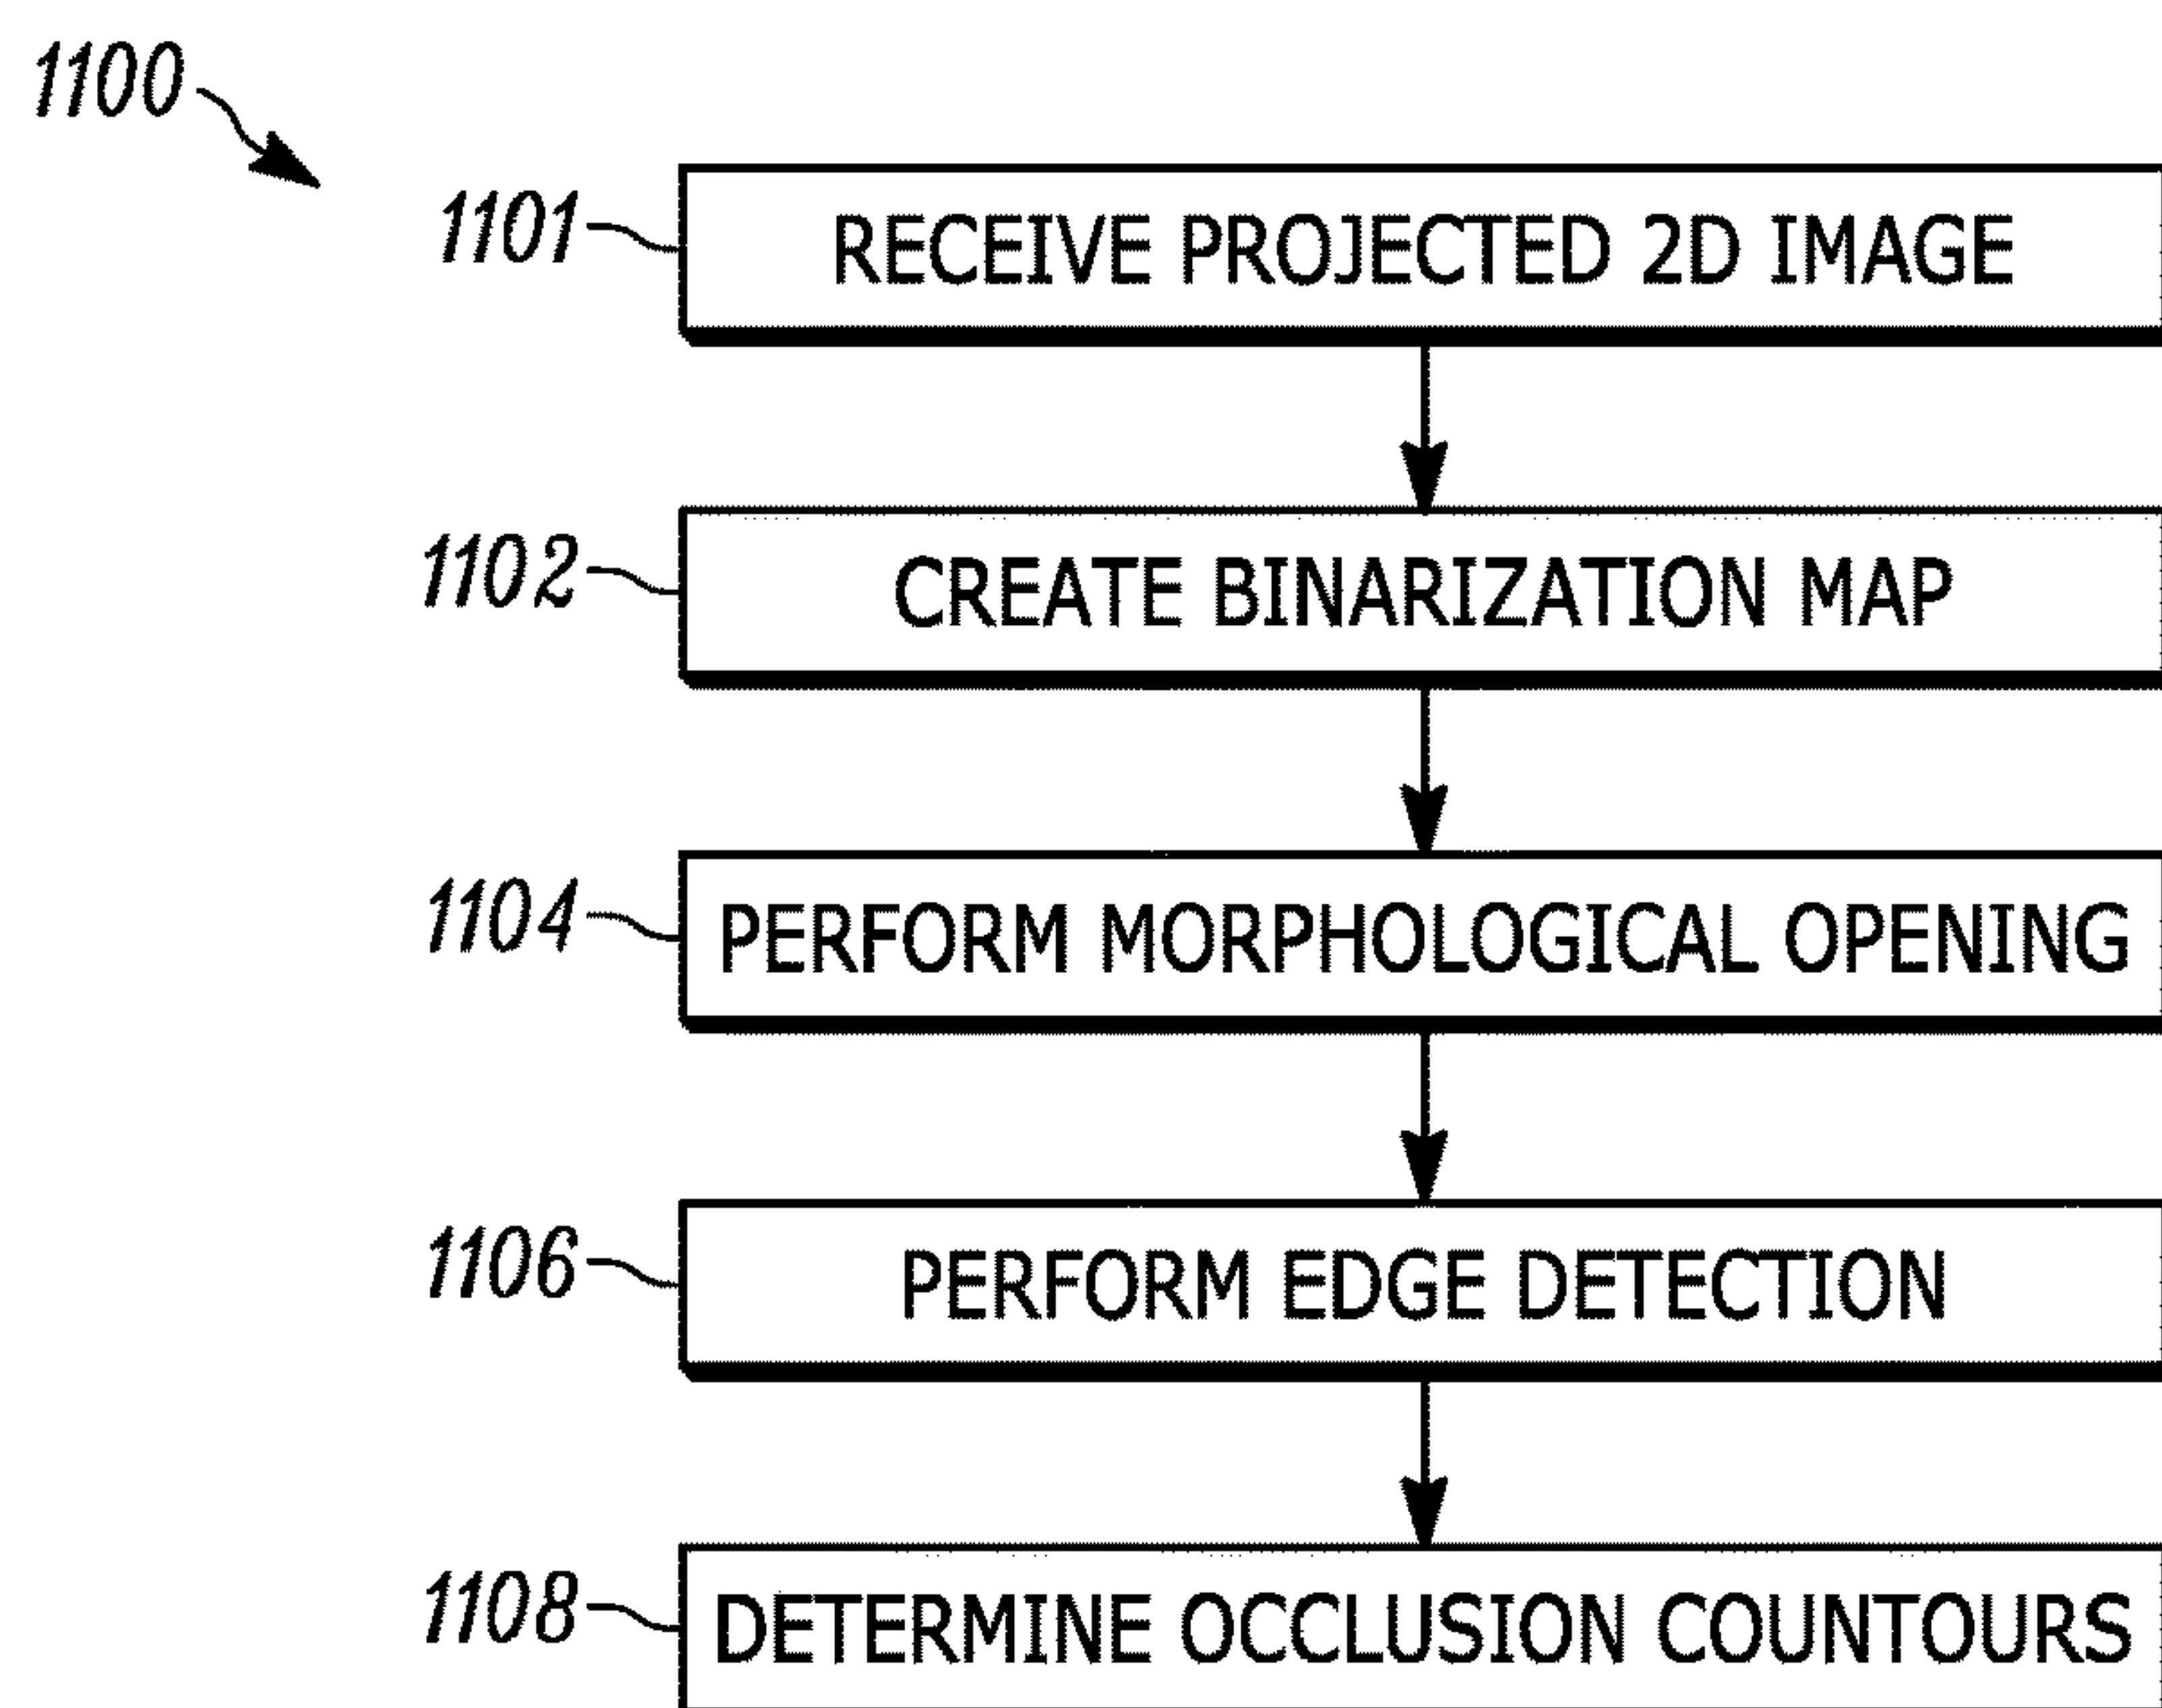 1100
1101 RECEIVE PROJECTED 2D IMAGE
1102 CREATE BINARIZATION MAP
1104 PERFORM MORPHOLOGICAL OPENING
1106 PERFORM EDGE DETECTION
1108 DETERMINE OCCLUSION COUNTOURS